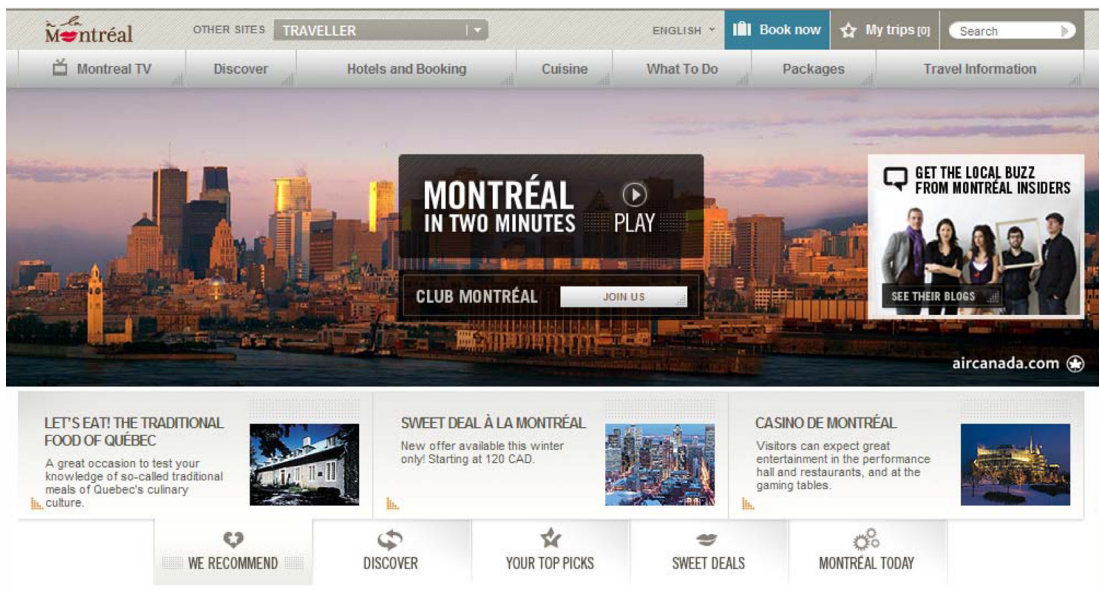 à la
Montréal
OTHER SITES TRAVELLER
ENGLISH
Book now
My trips [0]
Search
Montreal TV
Discover
Hotels and Booking
Cuisine
What To Do
Packages
Travel Information
MONTRÉAL
IN TWO MINUTES
PLAY
CLUB MONTRÉAL
JOIN US
GET THE LOCAL BUZZ
FROM MONTRÉAL INSIDERS
SEE THEIR BLOGS
aircanada.com
LET'S EAT! THE TRADITIONAL
FOOD OF QUÉBEC
A great occasion to test your
knowledge of so-called traditional
meals of Quebec's culinary
culture.
SWEET DEAL À LA MONTRÉAL
New offer available this winter
only! Starting at 120 CAD.
CASINO DE MONTRÉAL
Visitors can expect great
entertainment in the performance
hall and restaurants, and at the
gaming tables.
WE RECOMMEND
DISCOVER
YOUR TOP PICKS
SWEET DEALS
MONTRÉAL TODAY